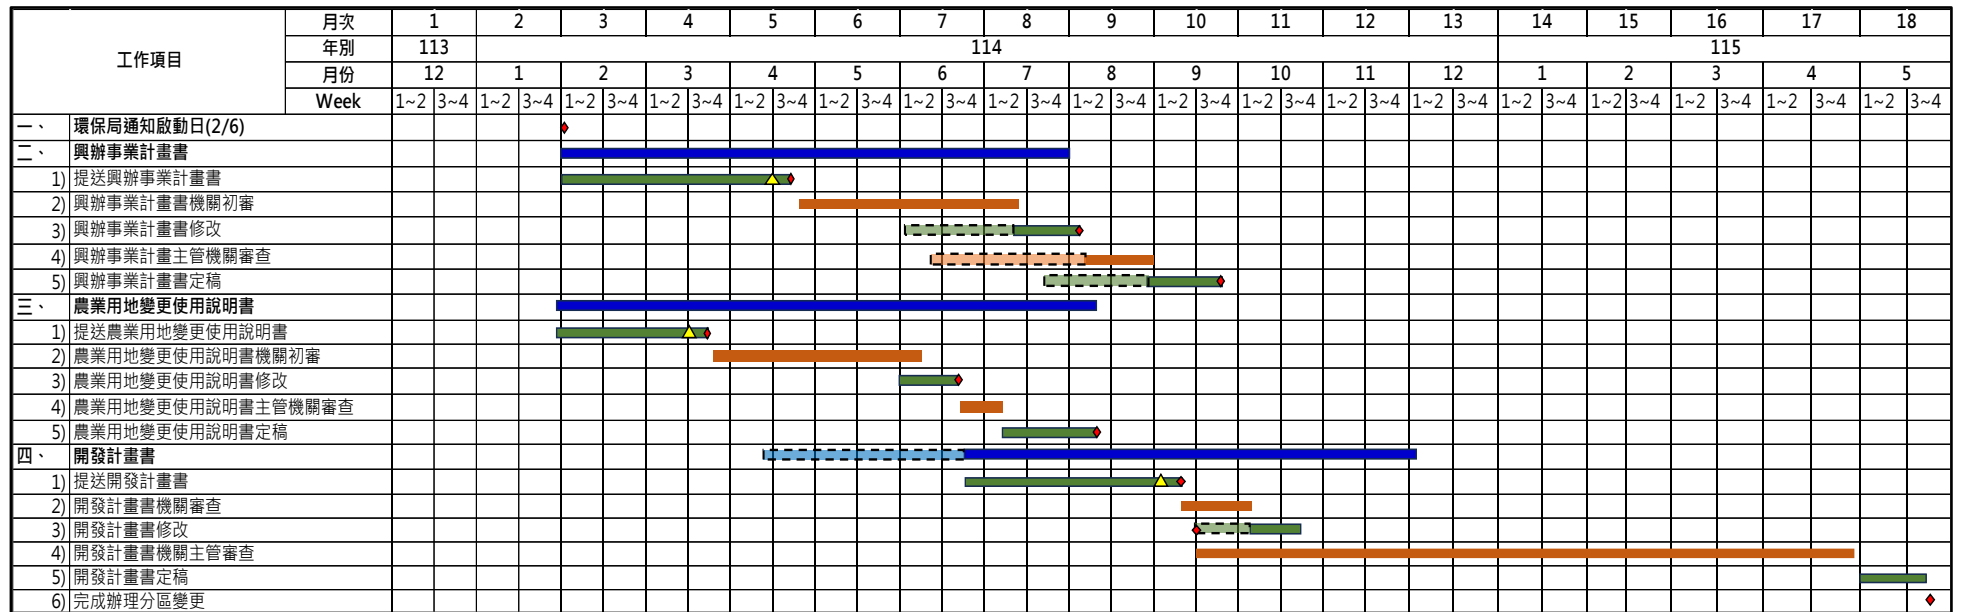 月次 1 2 3 4 5 6 7 8 9 10 11 12 13 14 15 16 17 18
工作項目
年別 113 114 115
月份 12 1 2 3 4 5 6 7 8 9 10 11 12 1 2 3 4 5
Week 1~2 3~4 1~2 3~4 1~2 3~4 1~2 3~4 1~2 3~4 1~2 3~4 1~2 3~4 1~2 3~4 1~2 3~4 1~2 3~4 1~2 3~4 1~2 3~4 1~2 3~4 1~2 3~4 1~2 3~4 1~2 3~4 1~2 3~4 1~2 3~4
一、 環保局通知啟動日(2/6)
二、 興辦事業計畫書
1) 提送興辦事業計畫書
2) 興辦事業計畫書機關初審
3) 興辦事業計畫書修改
4) 興辦事業計畫主管機關審查
5) 興辦事業計畫書定稿
三、 農業用地變更使用說明書
1) 提送農業用地變更使用說明書
2) 農業用地變更使用說明書機關初審
3) 農業用地變更使用說明書修改
4) 農業用地變更使用說明書主管機關審查
5) 農業用地變更使用說明書定稿
四、 開發計畫書
1) 提送開發計畫書
2) 開發計畫書機關審查
3) 開發計畫書修改
4) 開發計畫書機關主管審查
5) 開發計畫書定稿
6) 完成辦理分區變更